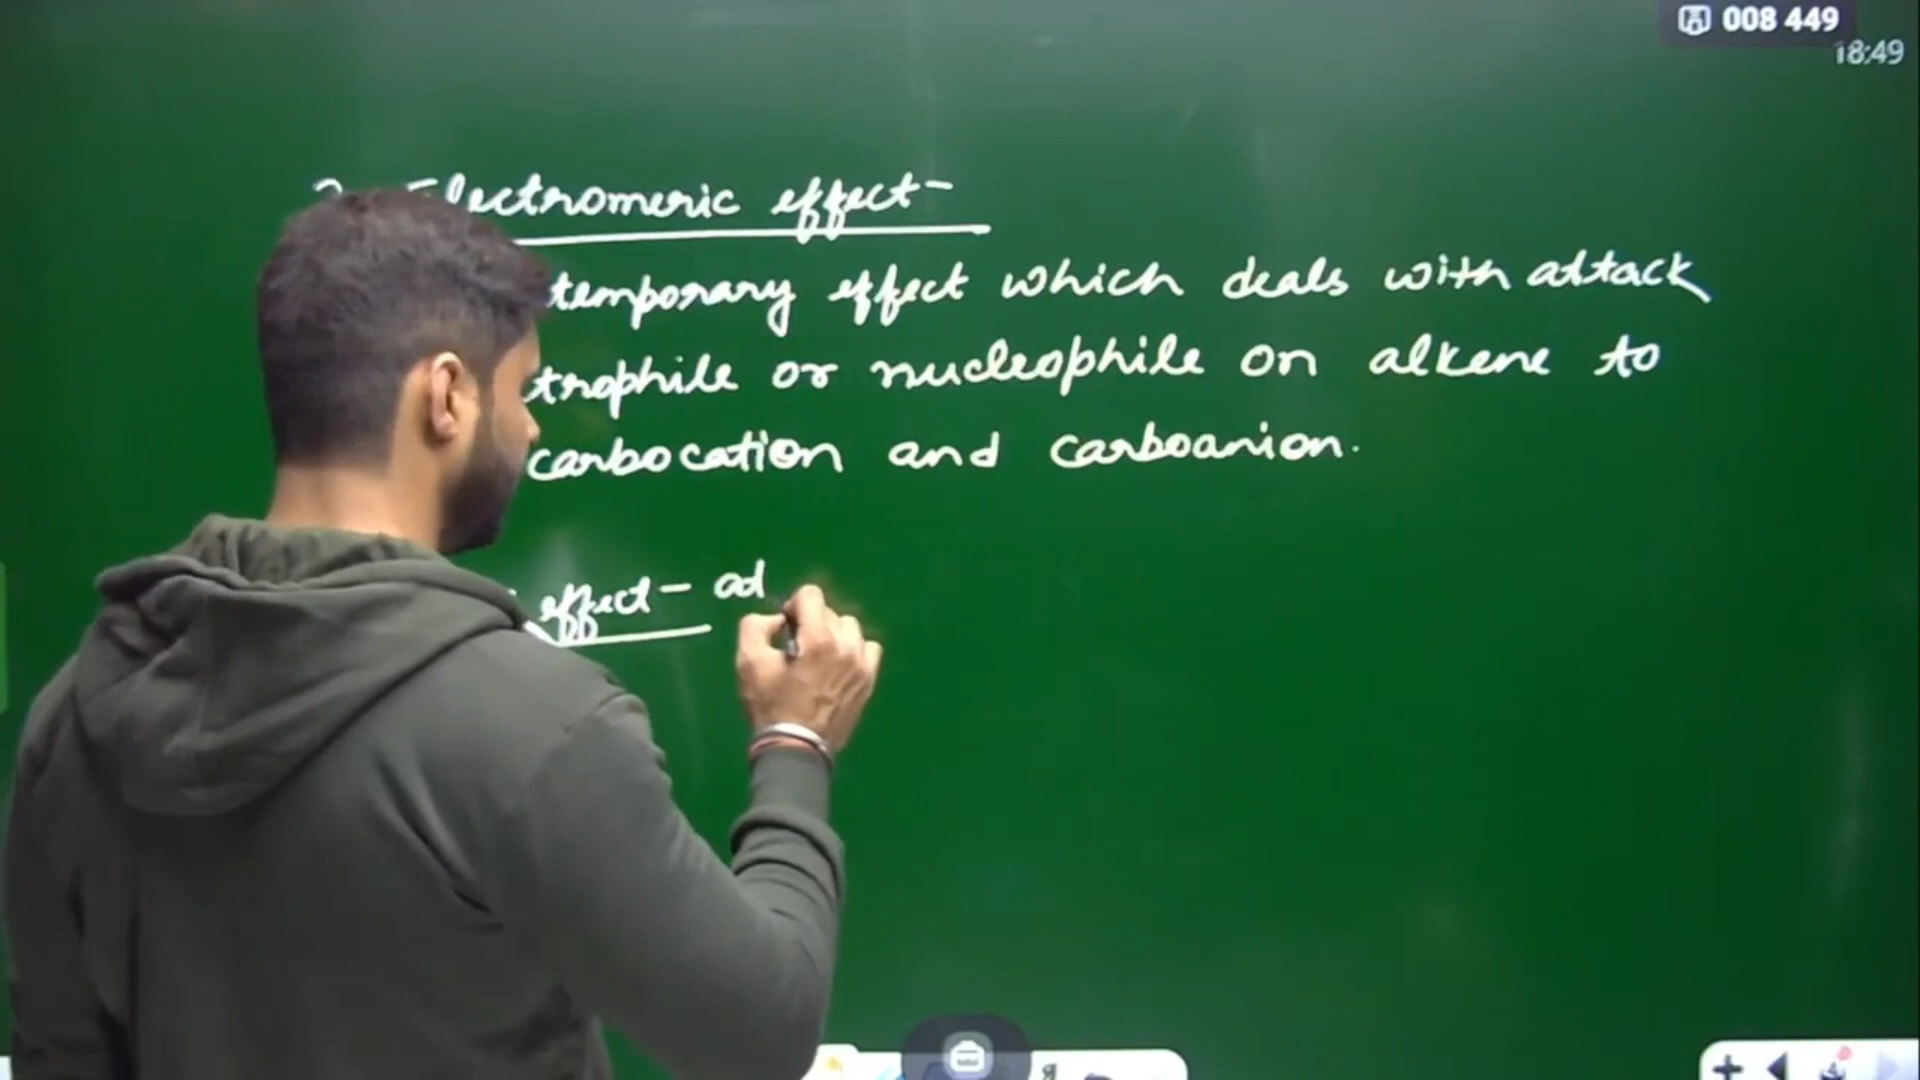 008 449
18:49
Electromeric effect-
temporary effect which deals with attack
trophile or nucleophile on alkene to
carbocation and carboanion.
effect- ad